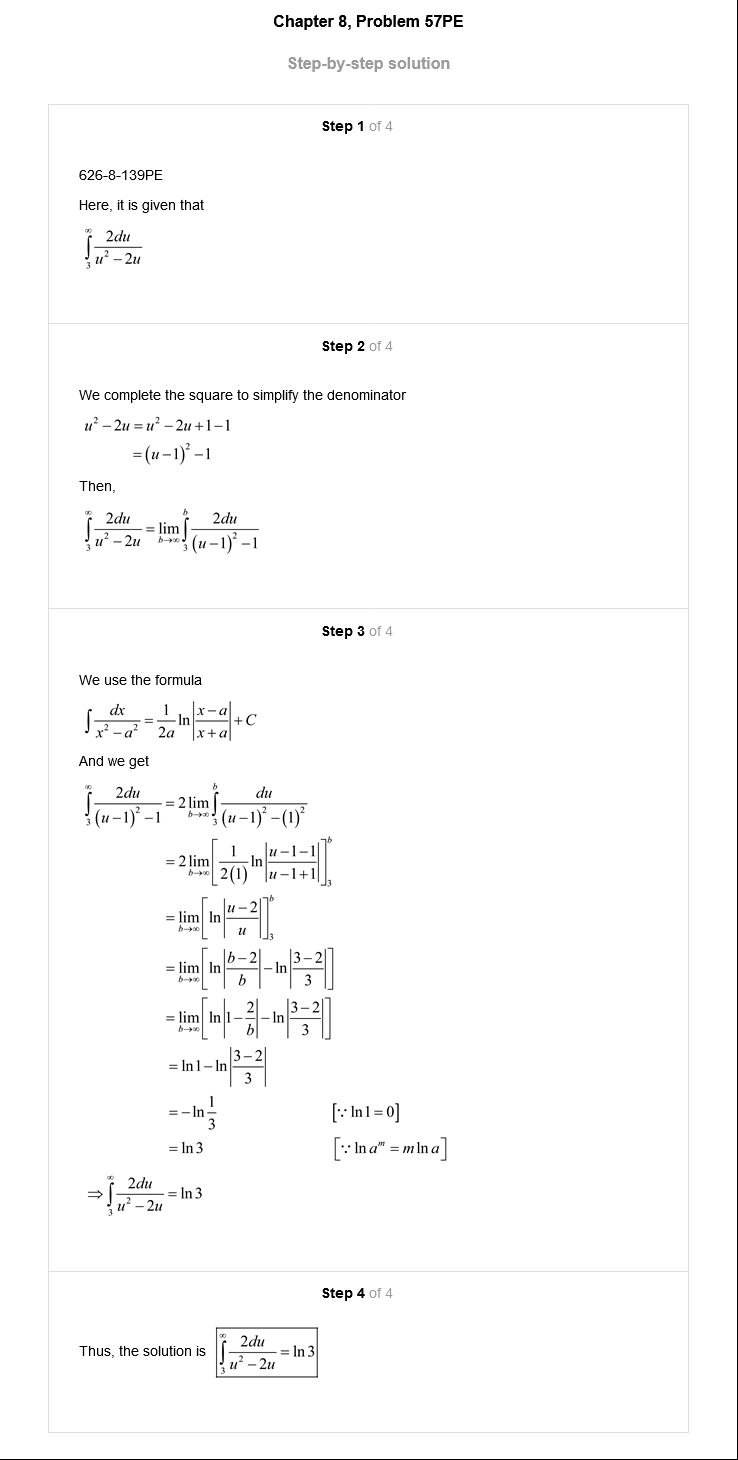 Chapter 8, Problem 57PE
Step-by-step solution
Step 1 of 4
626-8-139PE
Here, it is given that
$\int_{3}^{\infty} \frac{2du}{u^2-2u}$
Step 2 of 4
We complete the square to simplify the denominator
$u^2-2u = u^2-2u+1-1$
$=(u-1)^2-1$
Then,
$\int_{3}^{\infty} \frac{2du}{u^2-2u} = \lim_{b\to\infty} \int_{3}^{b} \frac{2du}{(u-1)^2-1}$
Step 3 of 4
We use the formula
$\int \frac{dx}{x^2-a^2} = \frac{1}{2a} \ln\left|\frac{x-a}{x+a}\right| + C$
And we get
$\int_{3}^{\infty} \frac{2du}{(u-1)^2-1} = 2\lim_{b\to\infty} \int_{3}^{b} \frac{du}{(u-1)^2-(1)^2}$
$= 2\lim_{b\to\infty} \left[\frac{1}{2(1)} \ln\left|\frac{u-1-1}{u-1+1}\right|\right]_{3}^{b}$
$= \lim_{b\to\infty} \left[\ln\left|\frac{u-2}{u}\right|\right]_{3}^{b}$
$= \lim_{b\to\infty} \left[\ln\left|\frac{b-2}{b}\right| - \ln\left|\frac{3-2}{3}\right|\right]$
$= \lim_{b\to\infty} \left[\ln\left|1-\frac{2}{b}\right| - \ln\left|\frac{3-2}{3}\right|\right]$
$= \ln 1 - \ln\left|\frac{3-2}{3}\right|$
$= -\ln\frac{1}{3}$ $[\because \ln 1 = 0]$
$= \ln 3$ $[\because \ln a^m = m \ln a]$
$\Rightarrow \int_{3}^{\infty} \frac{2du}{u^2-2u} = \ln 3$
Step 4 of 4
Thus, the solution is $\int_{3}^{\infty} \frac{2du}{u^2-2u} = \ln 3$